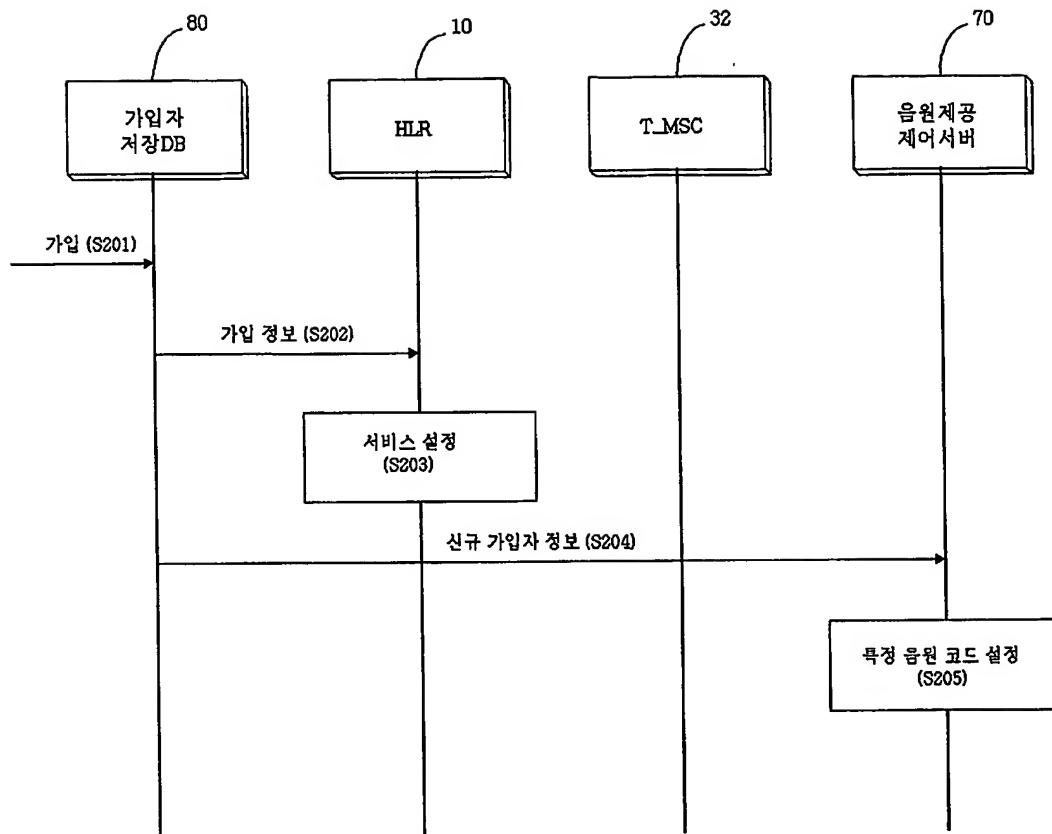 80
10
32
70
가입자
저장DB
HLR
T_MSC
음원제공
제어서버
가입 (S201)
가입 정보 (S202)
서비스 설정
(S203)
신규 가입자 정보 (S204)
특정 음원 코드 설정
(S205)